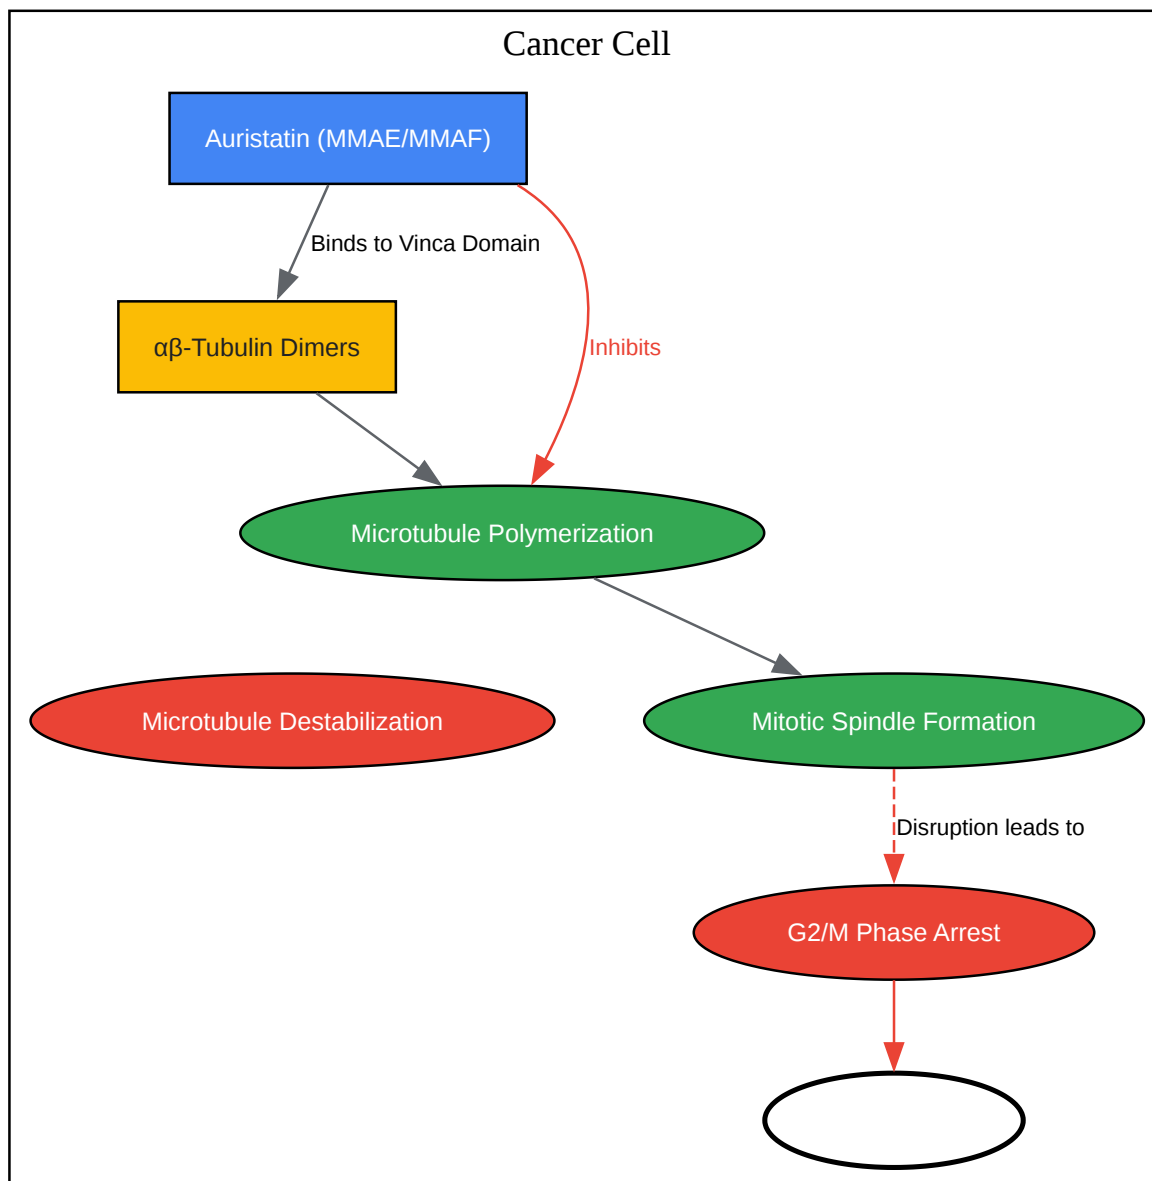 Cancer Cell
Auristatin (MMAE/MMAF)
Binds to Vinca Domain
αβ-Tubulin Dimers
Inhibits
Microtubule Polymerization
Microtubule Destabilization
Mitotic Spindle Formation
Disruption leads to
G2/M Phase Arrest